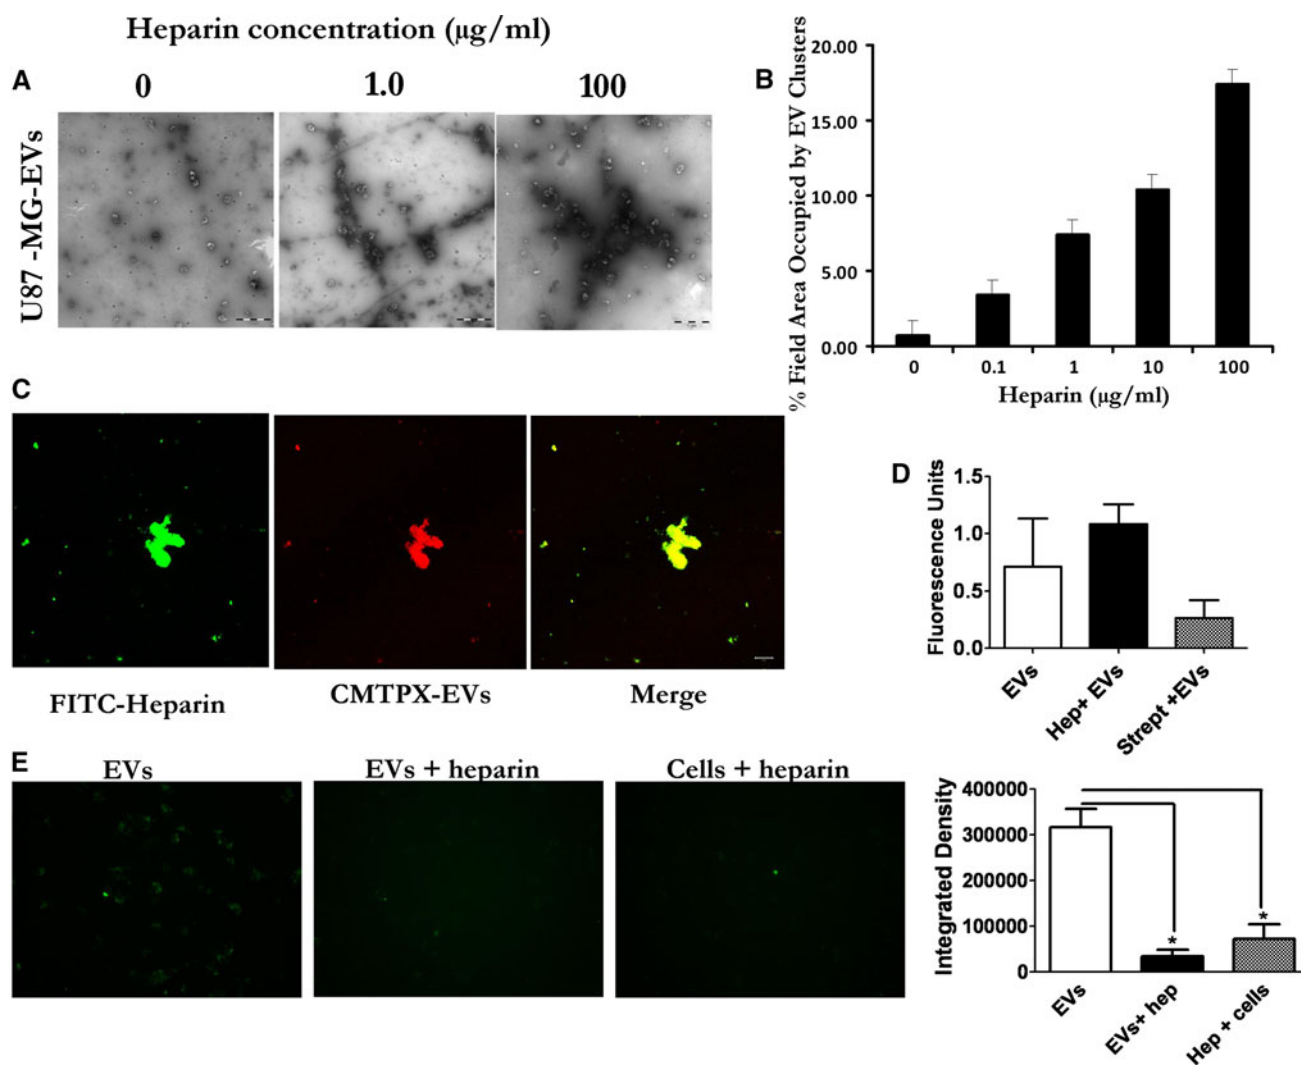 Heparin concentration (µg/ml)
A
0
1.0
100
U87 -MG-EVs
B
% Field Area Occupied by EV Clusters
20.00
15.00
10.00
5.00
0.00
0
0.1
1
10
100
Heparin (µg/ml)
C
FITC-Heparin
CMTPX-EVs
Merge
D
Fluorescence Units
1.5
1.0
0.5
0.0
EVs
Hep+ EVs
Strept +EVs
E
EVs
EVs + heparin
Cells + heparin
Integrated Density
400000
300000
200000
100000
0
*
*
EVs
EVs+ hep
Hep + cells